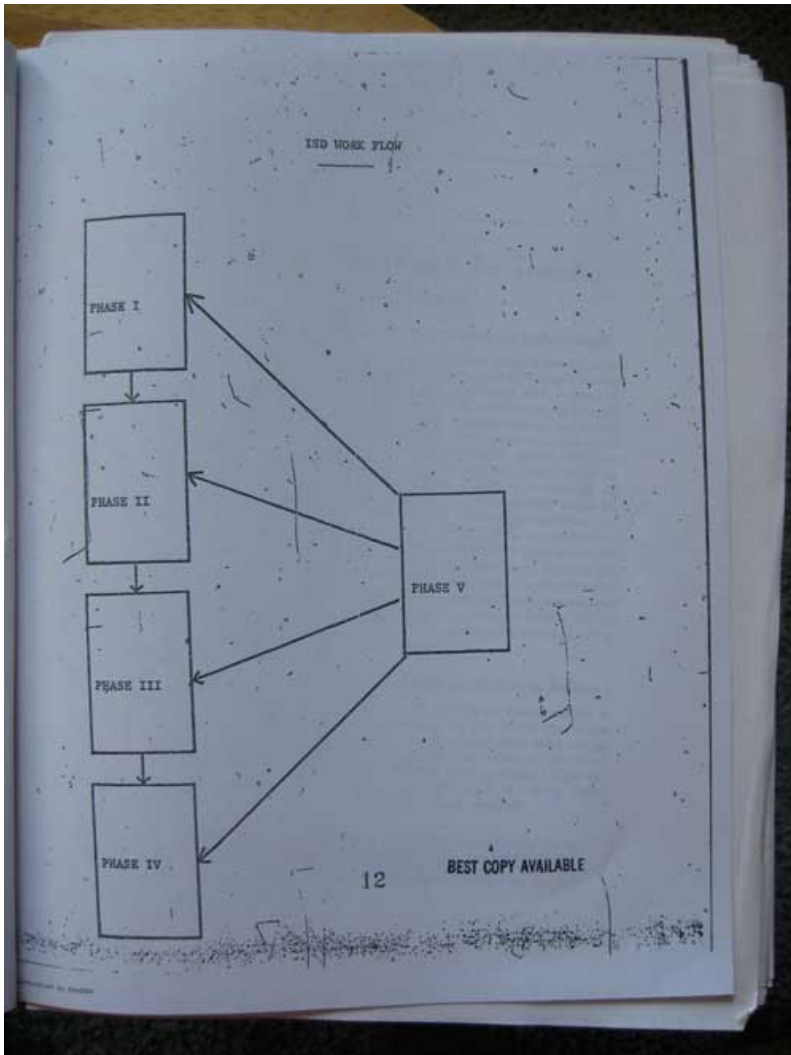 ISD WORK FLOW
PHASE I
PHASE II
PHASE V
PHASE III
PHASE IV
12
BEST COPY AVAILABLE